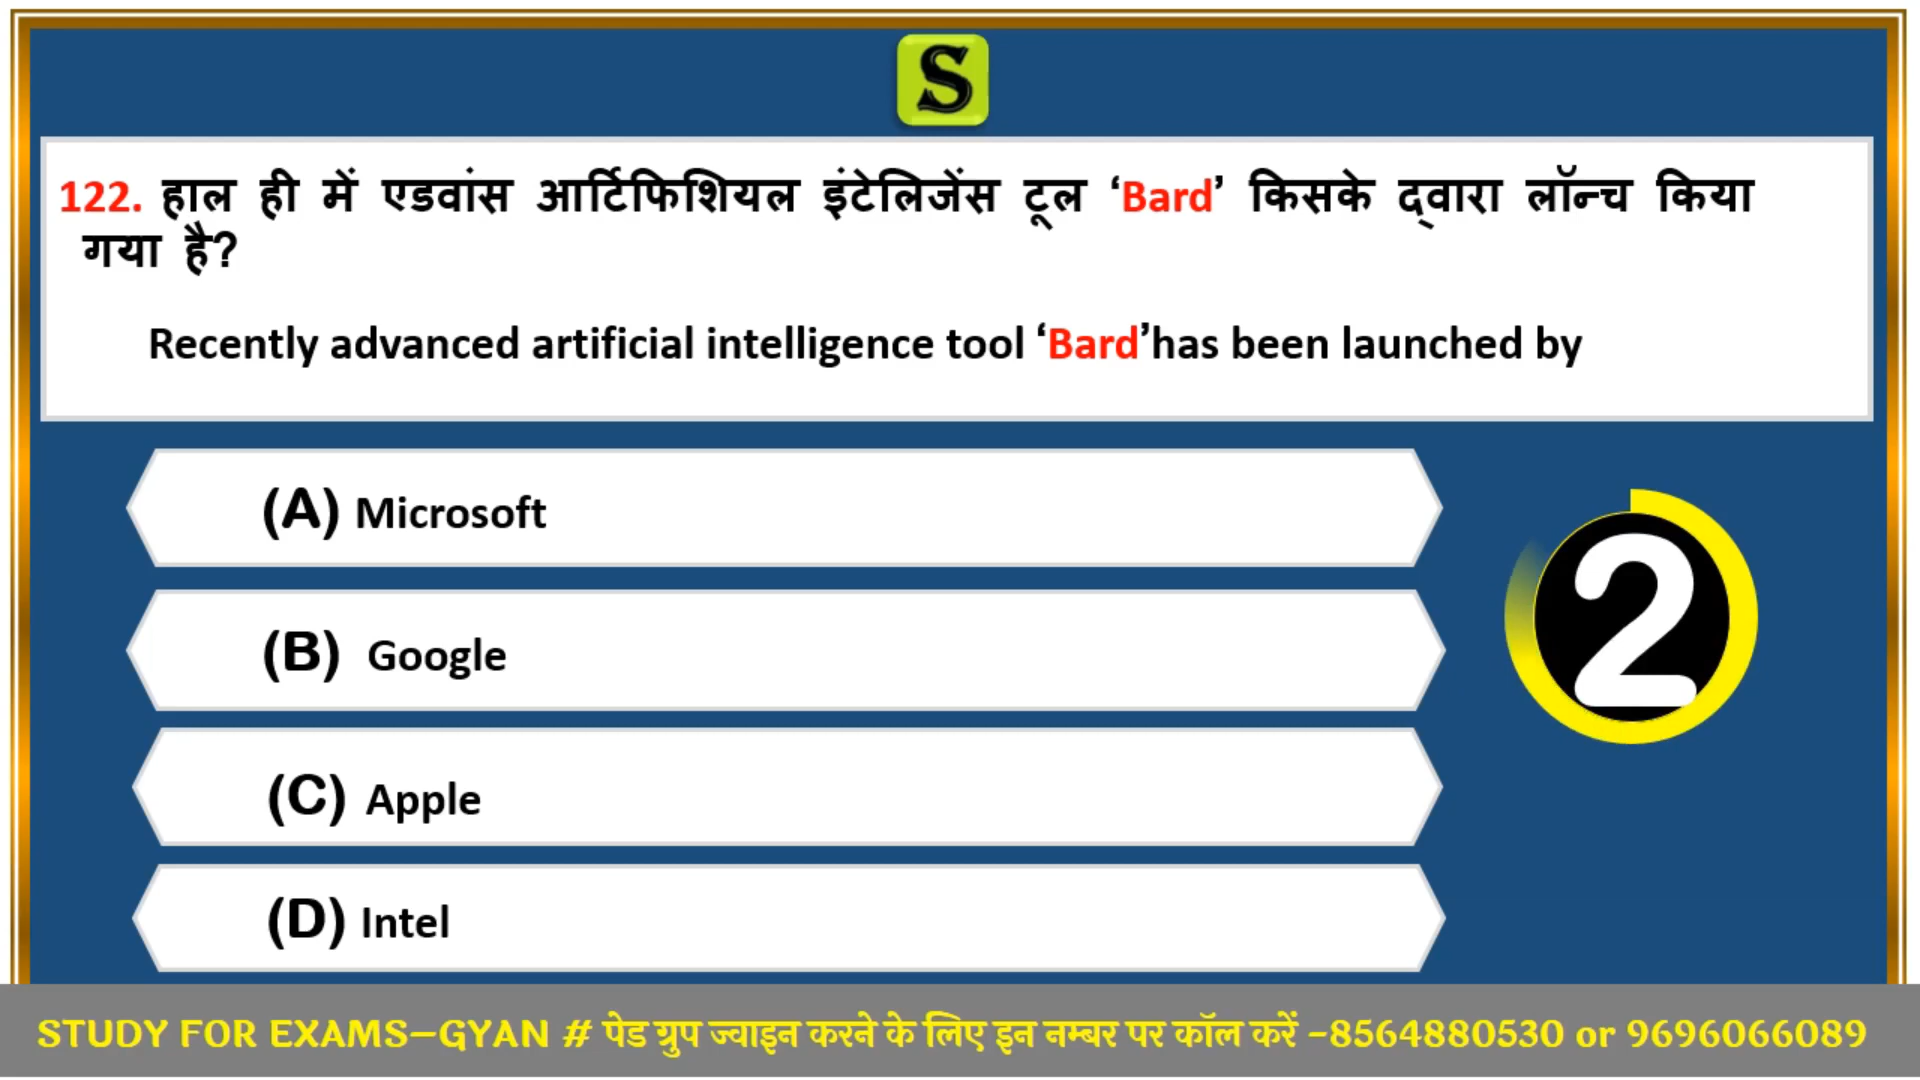 S
122. हाल ही में एडवांस आर्टिफिशियल इंटेलिजेंस टूल ‘Bard’ किसके द्वारा लॉन्च किया
गया है?
Recently advanced artificial intelligence tool ‘Bard’has been launched by
(A) Microsoft
(B) Google
2
(C) Apple
(D) Intel
STUDY FOR EXAMS–GYAN # पेड ग्रुप ज्वाइन करने के लिए इन नम्बर पर कॉल करें –8564880530 or 9696066089